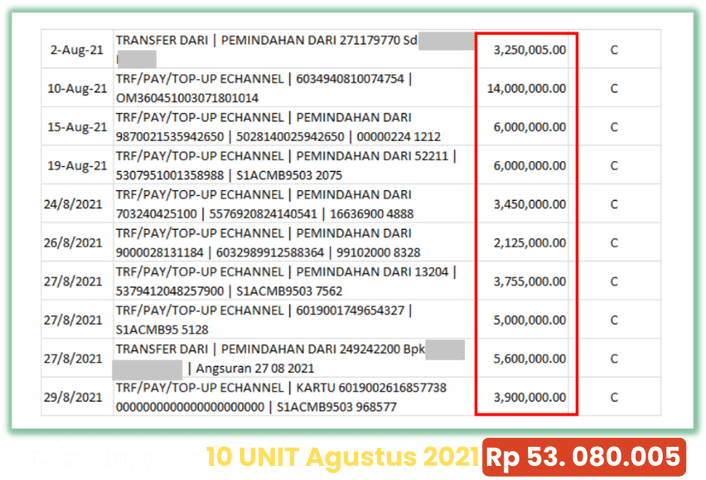 2-Aug-21 TRANSFER DARI | PEMINDAHAN DARI 271179770 Sd 3,250,005.00 C
10-Aug-21 TRF/PAY/TOP-UP ECHANNEL | 6034940810074754 | 14,000,000.00 C
OM360451003071801014
15-Aug-21 TRF/PAY/TOP-UP ECHANNEL | PEMINDAHAN DARI 6,000,000.00 C
9870021535942650 | 5028140025942650 | 00000224 1212
19-Aug-21 TRF/PAY/TOP-UP ECHANNEL | PEMINDAHAN DARI 52211 | 6,000,000.00 C
5307951001358988 | S1ACMB9503 2075
24/8/2021 TRF/PAY/TOP-UP ECHANNEL | PEMINDAHAN DARI 3,450,000.00 C
703240425100 | 5576920824140541 | 16636900 4888
26/8/2021 TRF/PAY/TOP-UP ECHANNEL | PEMINDAHAN DARI 2,125,000.00 C
9000028131184 | 6032989912588364 | 99102000 8328
27/8/2021 TRF/PAY/TOP-UP ECHANNEL | PEMINDAHAN DARI 13204 | 3,755,000.00 C
5379412048257900 | S1ACMB9503 7562
27/8/2021 TRF/PAY/TOP-UP ECHANNEL | 6019001749654327 | 5,000,000.00 C
S1ACMB95 5128
27/8/2021 TRANSFER DARI | PEMINDAHAN DARI 249242200 Bpk 5,600,000.00 C
| Angsuran 27 08 2021
29/8/2021 TRF/PAY/TOP-UP ECHANNEL | KARTU 6019002616857738 3,900,000.00 C
0000000000000000000000 | S1ACMB9503 968577
10 UNIT Agustus 2021 Rp 53. 080.005